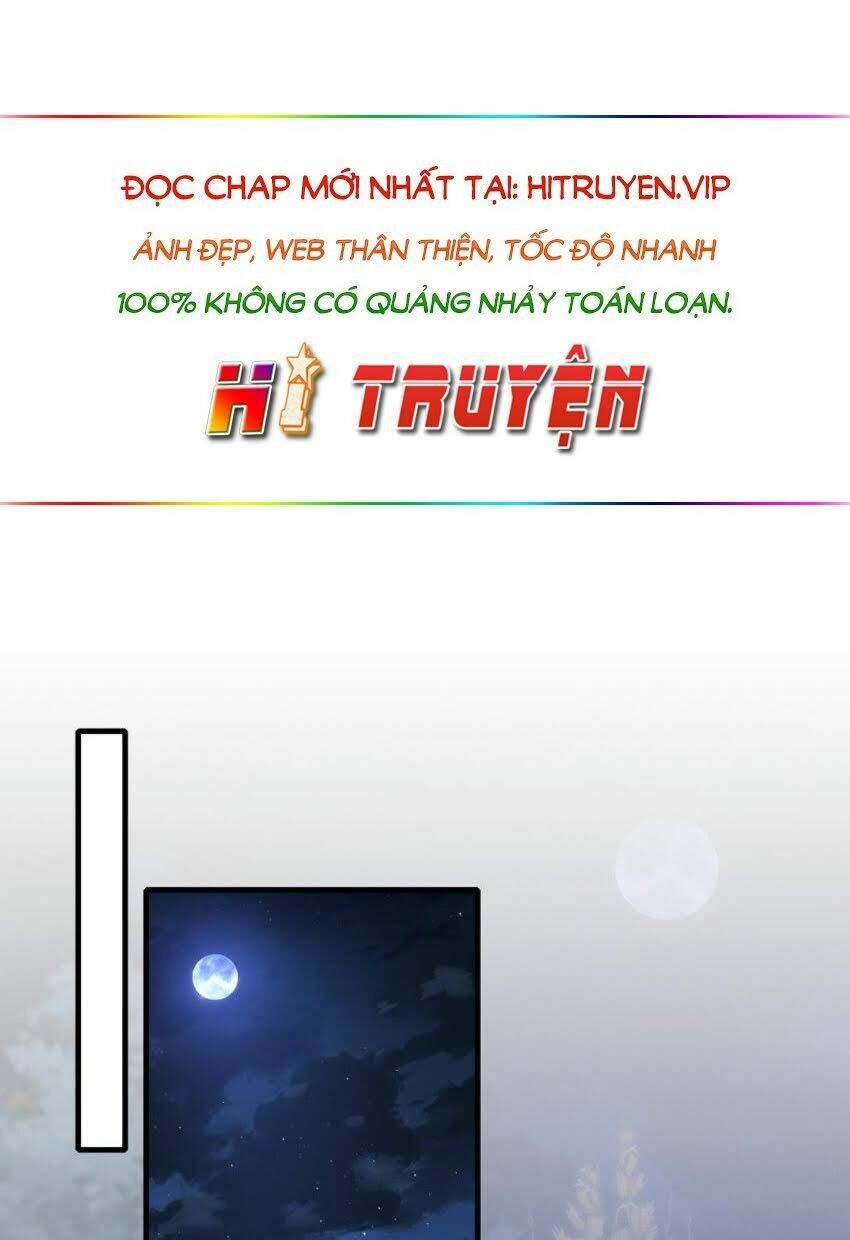 ĐỌC CHAP MỚI NHẤT TẠI: HITRUYEN.VIP
ẢNH ĐẸP, WEB THÂN THIỆN, TỐC ĐỘ NHANH
100% KHÔNG CÓ QUẢNG NHẢY TOÁN LOẠN.
Hi TRUYỆN